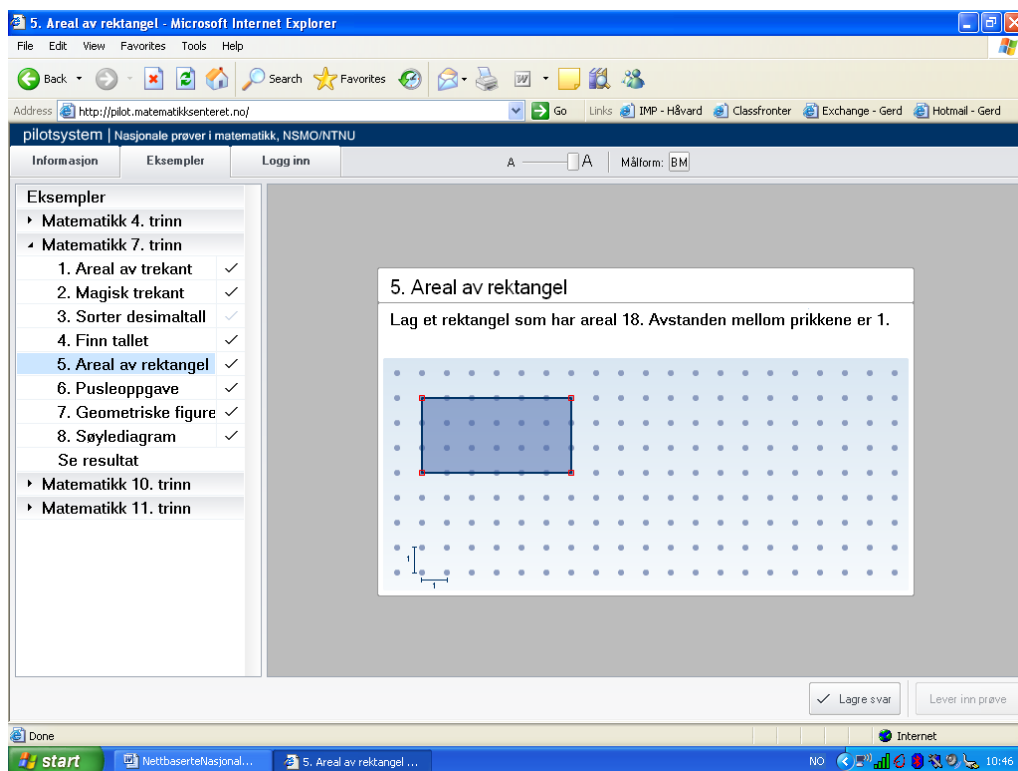 5. Areal av rektangel - Microsoft Internet Explorer
File Edit View Favorites Tools Help
Back Search Favorites
Address http://pilot.matematikksenteret.no/ Go Links IMP - Håvard Classfronter Exchange - Gerd Hotmail - Gerd
pilotsystem | Nasjonale prøver i matematikk, NSMO/NTNU
Informasjon Eksempler Logg inn A A Målform: BM
Eksempler
Matematikk 4. trinn
Matematikk 7. trinn
1. Areal av trekant
2. Magisk trekant
3. Sorter desimaltall
4. Finn tallet
5. Areal av rektangel
6. Pusleoppgave
7. Geometriske figure
8. Søylediagram
Se resultat
Matematikk 10. trinn
Matematikk 11. trinn
5. Areal av rektangel
Lag et rektangel som har areal 18. Avstanden mellom prikkene er 1.
1
1
Lagre svar Lever inn prøve
Done Internet
start NettbaserteNasjonal... 5. Areal av rektangel ... NO 10:46